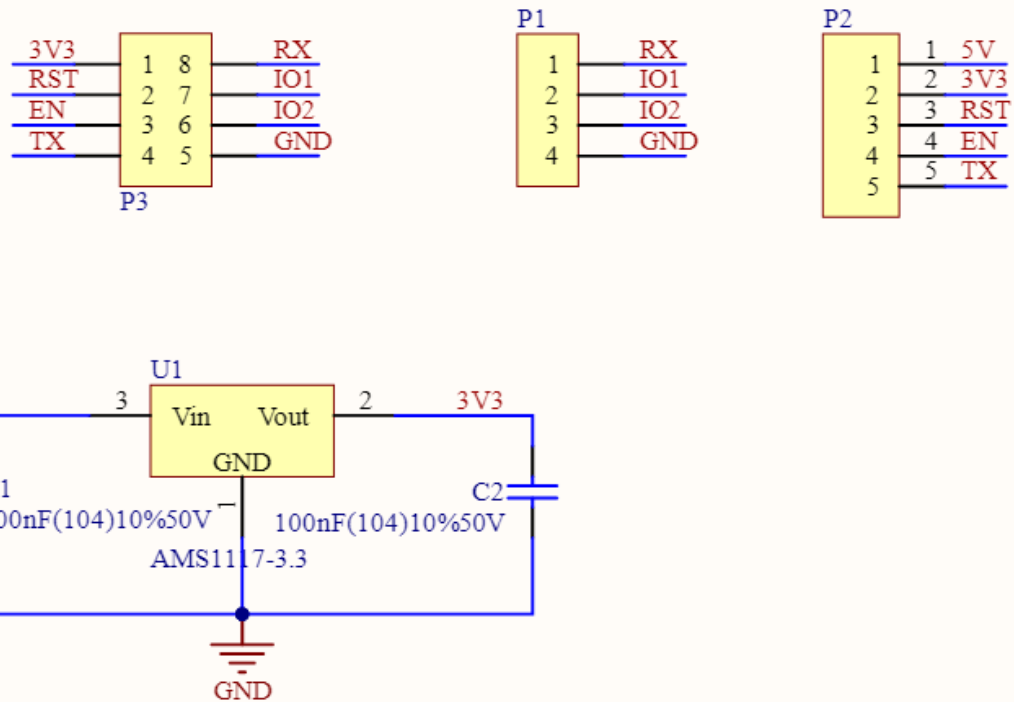 P1
P2
3V3 1 8 RX
RST 2 7 IO1
EN 3 6 IO2
TX 4 5 GND
P3
1 RX
2 IO1
3 IO2
4 GND
1 1 5V
2 2 3V3
3 3 RST
4 4 EN
5 5 TX
U1
3 Vin Vout 2 3V3
GND
1
1
C2
00nF(104)10%50V
100nF(104)10%50V
AMS1117-3.3
GND